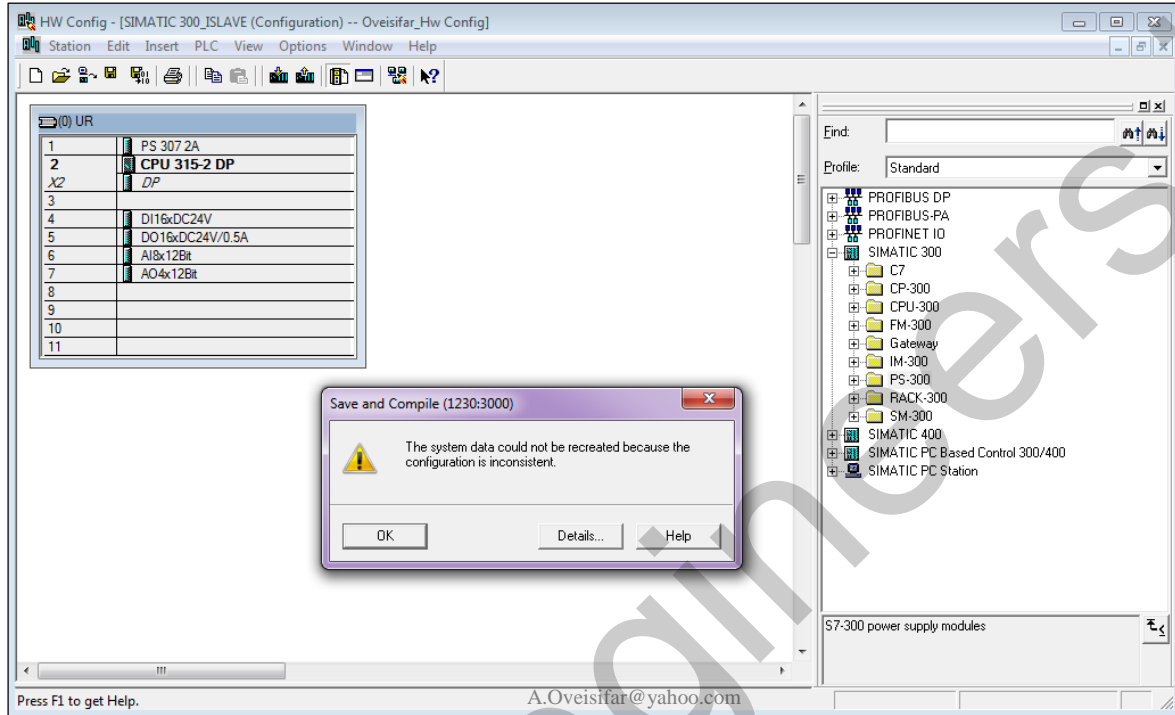 HW Config - [SIMATIC 300_ISLAVE (Configuration) -- Oveisifar_Hw Config]
Station Edit Insert PLC View Options Window Help
(0) UR
1 PS 307 2A
2 CPU 315-2 DP
X2 DP
3
4 DI16xDC24V
5 DO16xDC24V/0.5A
6 AI8x12Bit
7 AO4x12Bit
8
9
10
11
Save and Compile (1230:3000)
The system data could not be recreated because the
configuration is inconsistent.
OK Details... Help
Find:
Profile: Standard
PROFIBUS DP
PROFIBUS-PA
PROFINET IO
SIMATIC 300
C7
CP-300
CPU-300
FM-300
Gateway
IM-300
PS-300
RACK-300
SM-300
SIMATIC 400
SIMATIC PC Based Control 300/400
SIMATIC PC Station
S7-300 power supply modules
Press F1 to get Help.
A.Oveisifar@yahoo.com